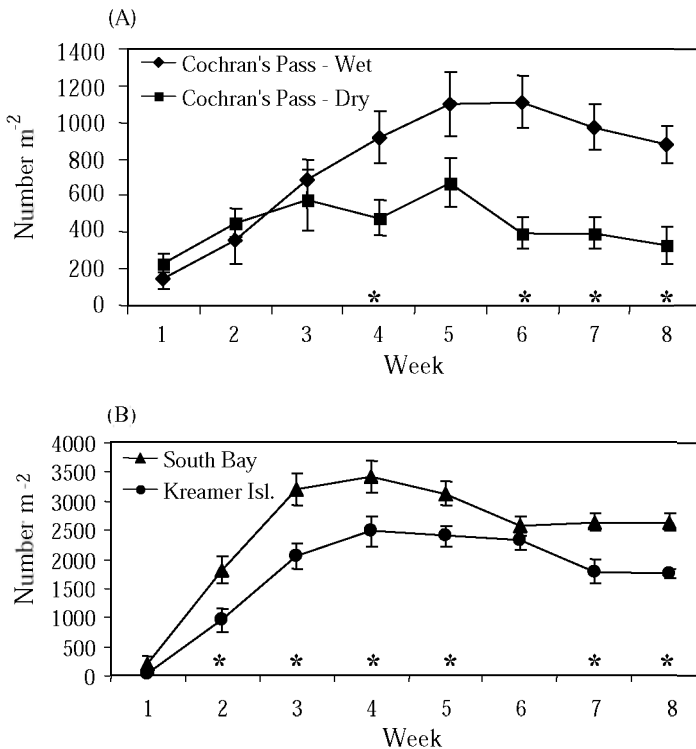 (A)
Number m-2
1400
1200
1000
800
600
400
200
0
Cochran's Pass - Wet
Cochran's Pass - Dry
* * * *
1 2 3 4 5 6 7 8
Week
(B)
Number m-2
4000
3500
3000
2500
2000
1500
1000
500
0
South Bay
Kreamer Isl.
* * * * * *
1 2 3 4 5 6 7 8
Week